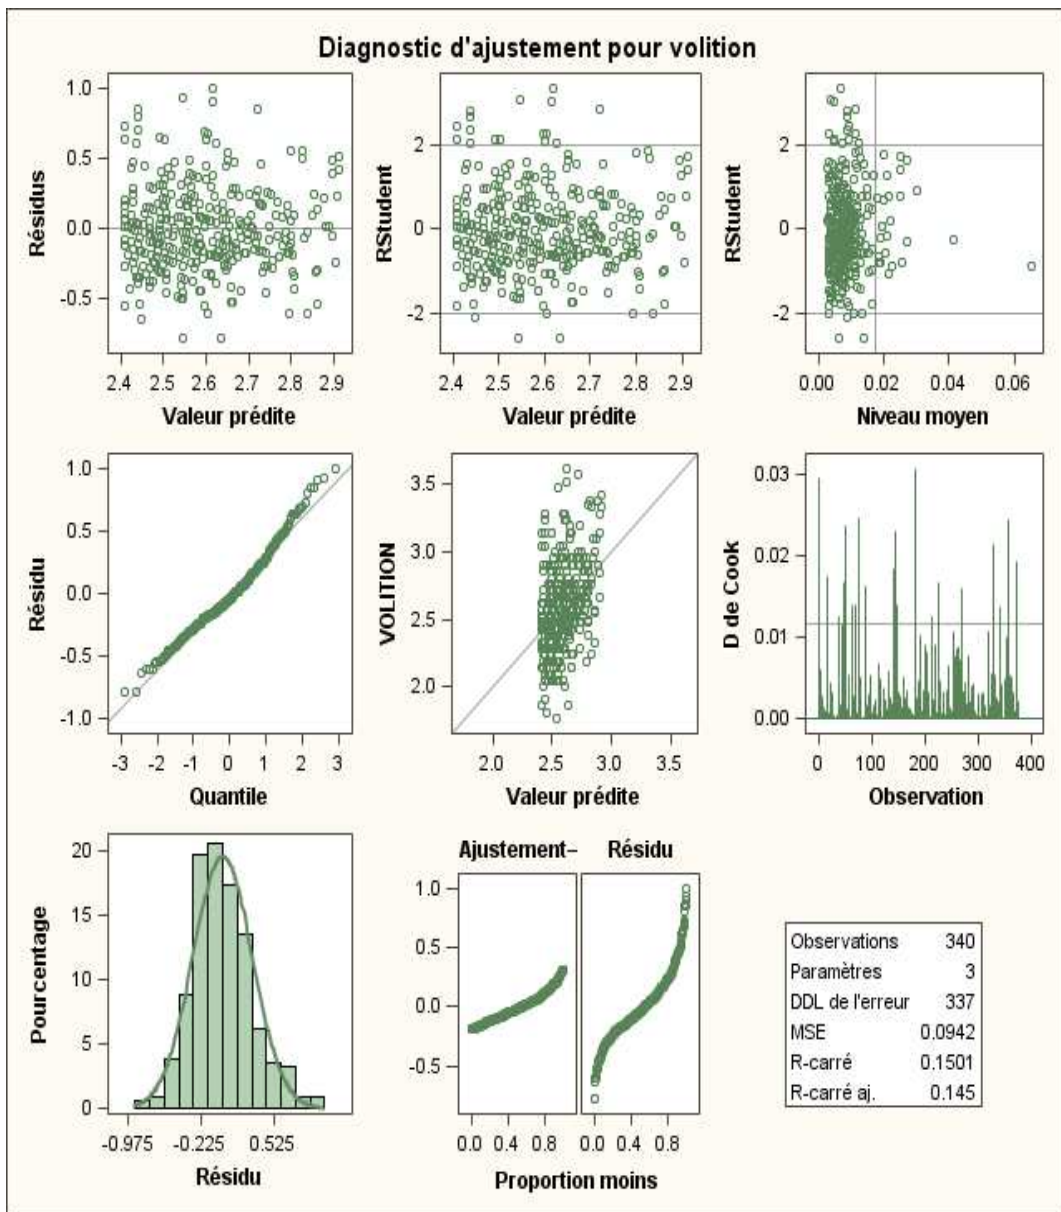 Diagnostic d'ajustement pour volition
Résidus
1.0
0.5
0.0
-0.5
2.4 2.5 2.6 2.7 2.8 2.9
Valeur prédite
RStudent
2
0
-2
2.4 2.5 2.6 2.7 2.8 2.9
Valeur prédite
RStudent
2
0
-2
0.00 0.02 0.04 0.06
Niveau moyen
Résidu
1.0
0.5
0.0
-0.5
-1.0
-3 -2 -1 0 1 2 3
Quantile
VOLITION
3.5
3.0
2.5
2.0
2.0 2.5 3.0 3.5
Valeur prédite
D de Cook
0.03
0.02
0.01
0.00
0 100 200 300 400
Observation
Pourcentage
20
15
10
5
0
-0.975 -0.225 0.525
Résidu
Ajustement– Résidu
1.0
0.5
0.0
-0.5
0.0 0.4 0.8 0.0 0.4 0.8
Proportion moins
Observations 340
Paramètres 3
DDL de l'erreur 337
MSE 0.0942
R-carré 0.1501
R-carré aj. 0.145